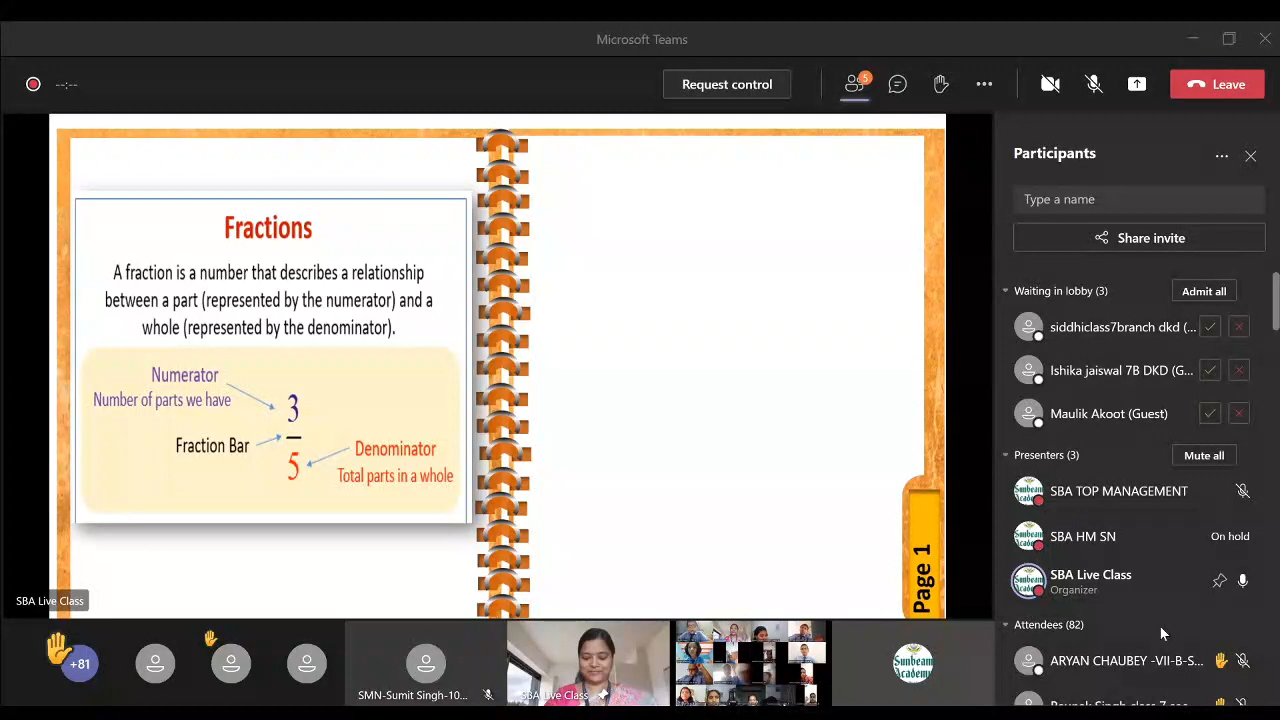 Microsoft Teams
--:--
Request control
5
Leave
Fractions
A fraction is a number that describes a relationship
between a part (represented by the numerator) and a
whole (represented by the denominator).
Numerator
Number of parts we have
3
Fraction Bar
5
Denominator
Total parts in a whole
Page 1
SBA Live Class
Participants
Type a name
Share invite
Waiting in lobby (3)
Admit all
siddhiclass7branch dkd (...
Ishika jaiswal 7B DKD (G...
Maulik Akoot (Guest)
Presenters (3)
Mute all
SBA TOP MANAGEMENT
SBA HM SN
On hold
SBA Live Class
Organizer
Attendees (82)
ARYAN CHAUBEY -VII-B-S...
+81
SMN-Sumit Singh-10...
SBA Live Class
Sunbeam
Academy